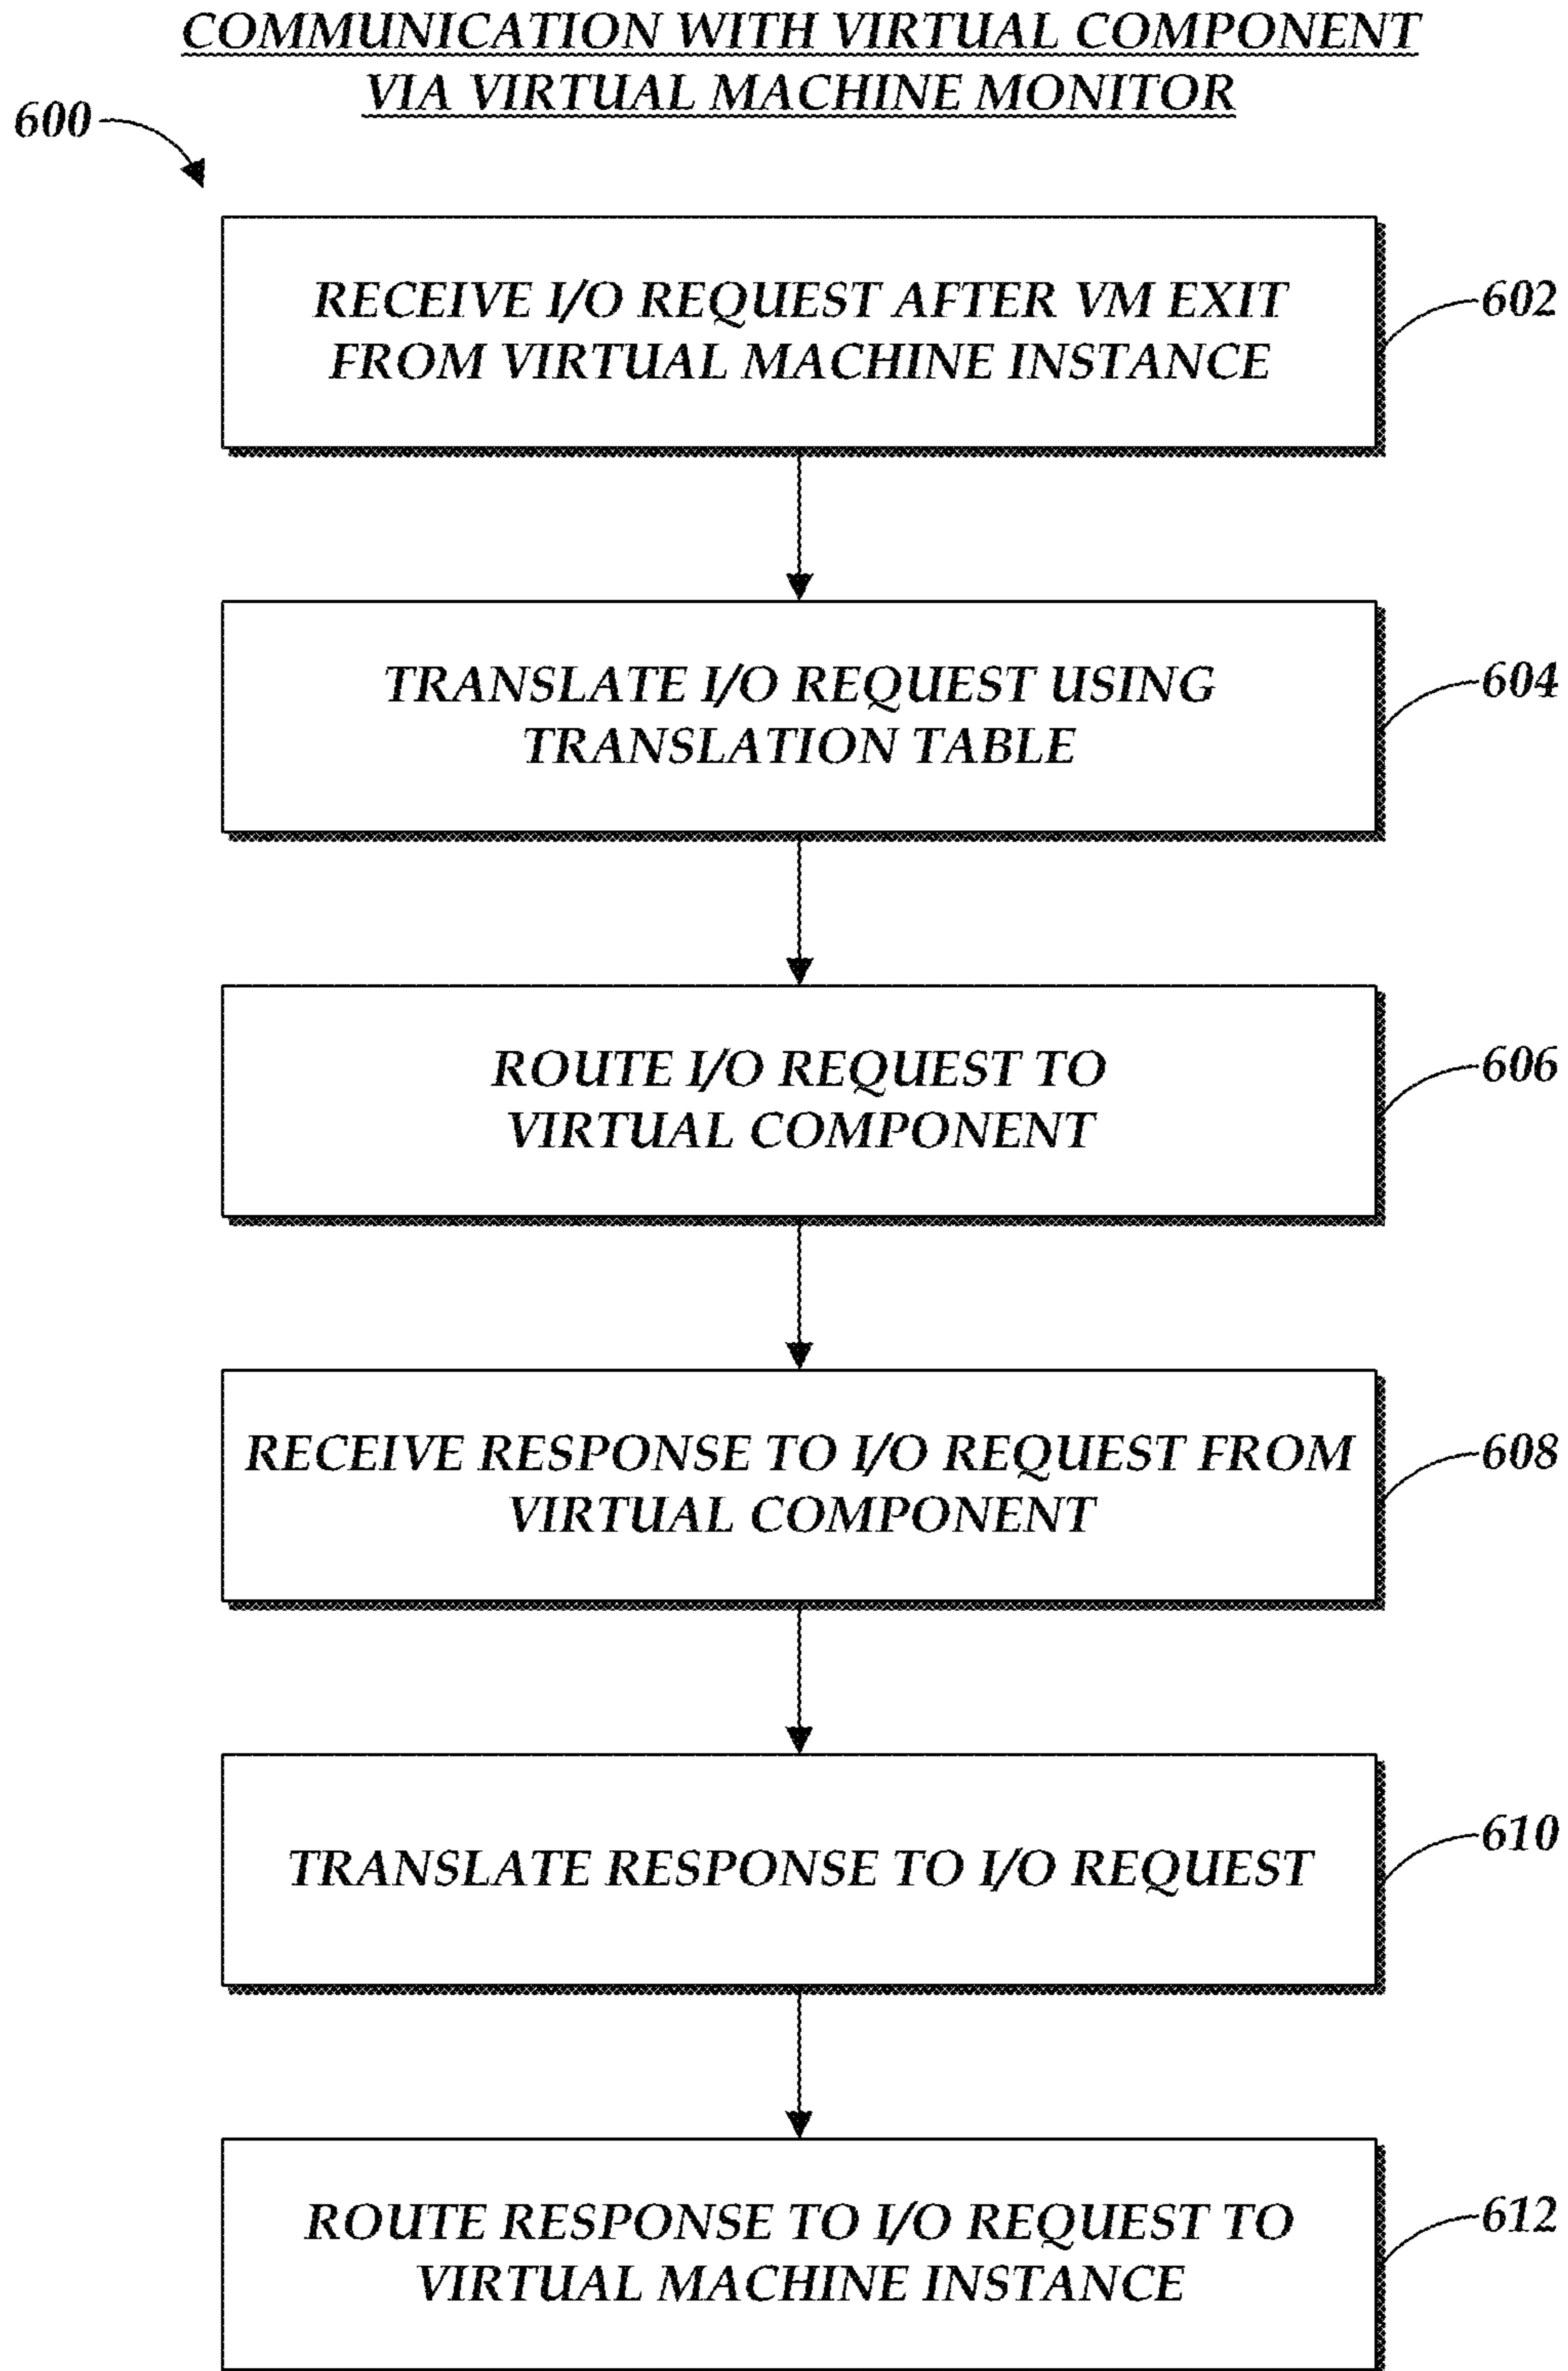 COMMUNICATION WITH VIRTUAL COMPONENT
VIA VIRTUAL MACHINE MONITOR
600
RECEIVE I/O REQUEST AFTER VM EXIT
FROM VIRTUAL MACHINE INSTANCE
602
TRANSLATE I/O REQUEST USING
TRANSLATION TABLE
604
ROUTE I/O REQUEST TO
VIRTUAL COMPONENT
606
RECEIVE RESPONSE TO I/O REQUEST FROM
VIRTUAL COMPONENT
608
TRANSLATE RESPONSE TO I/O REQUEST
610
ROUTE RESPONSE TO I/O REQUEST TO
VIRTUAL MACHINE INSTANCE
612